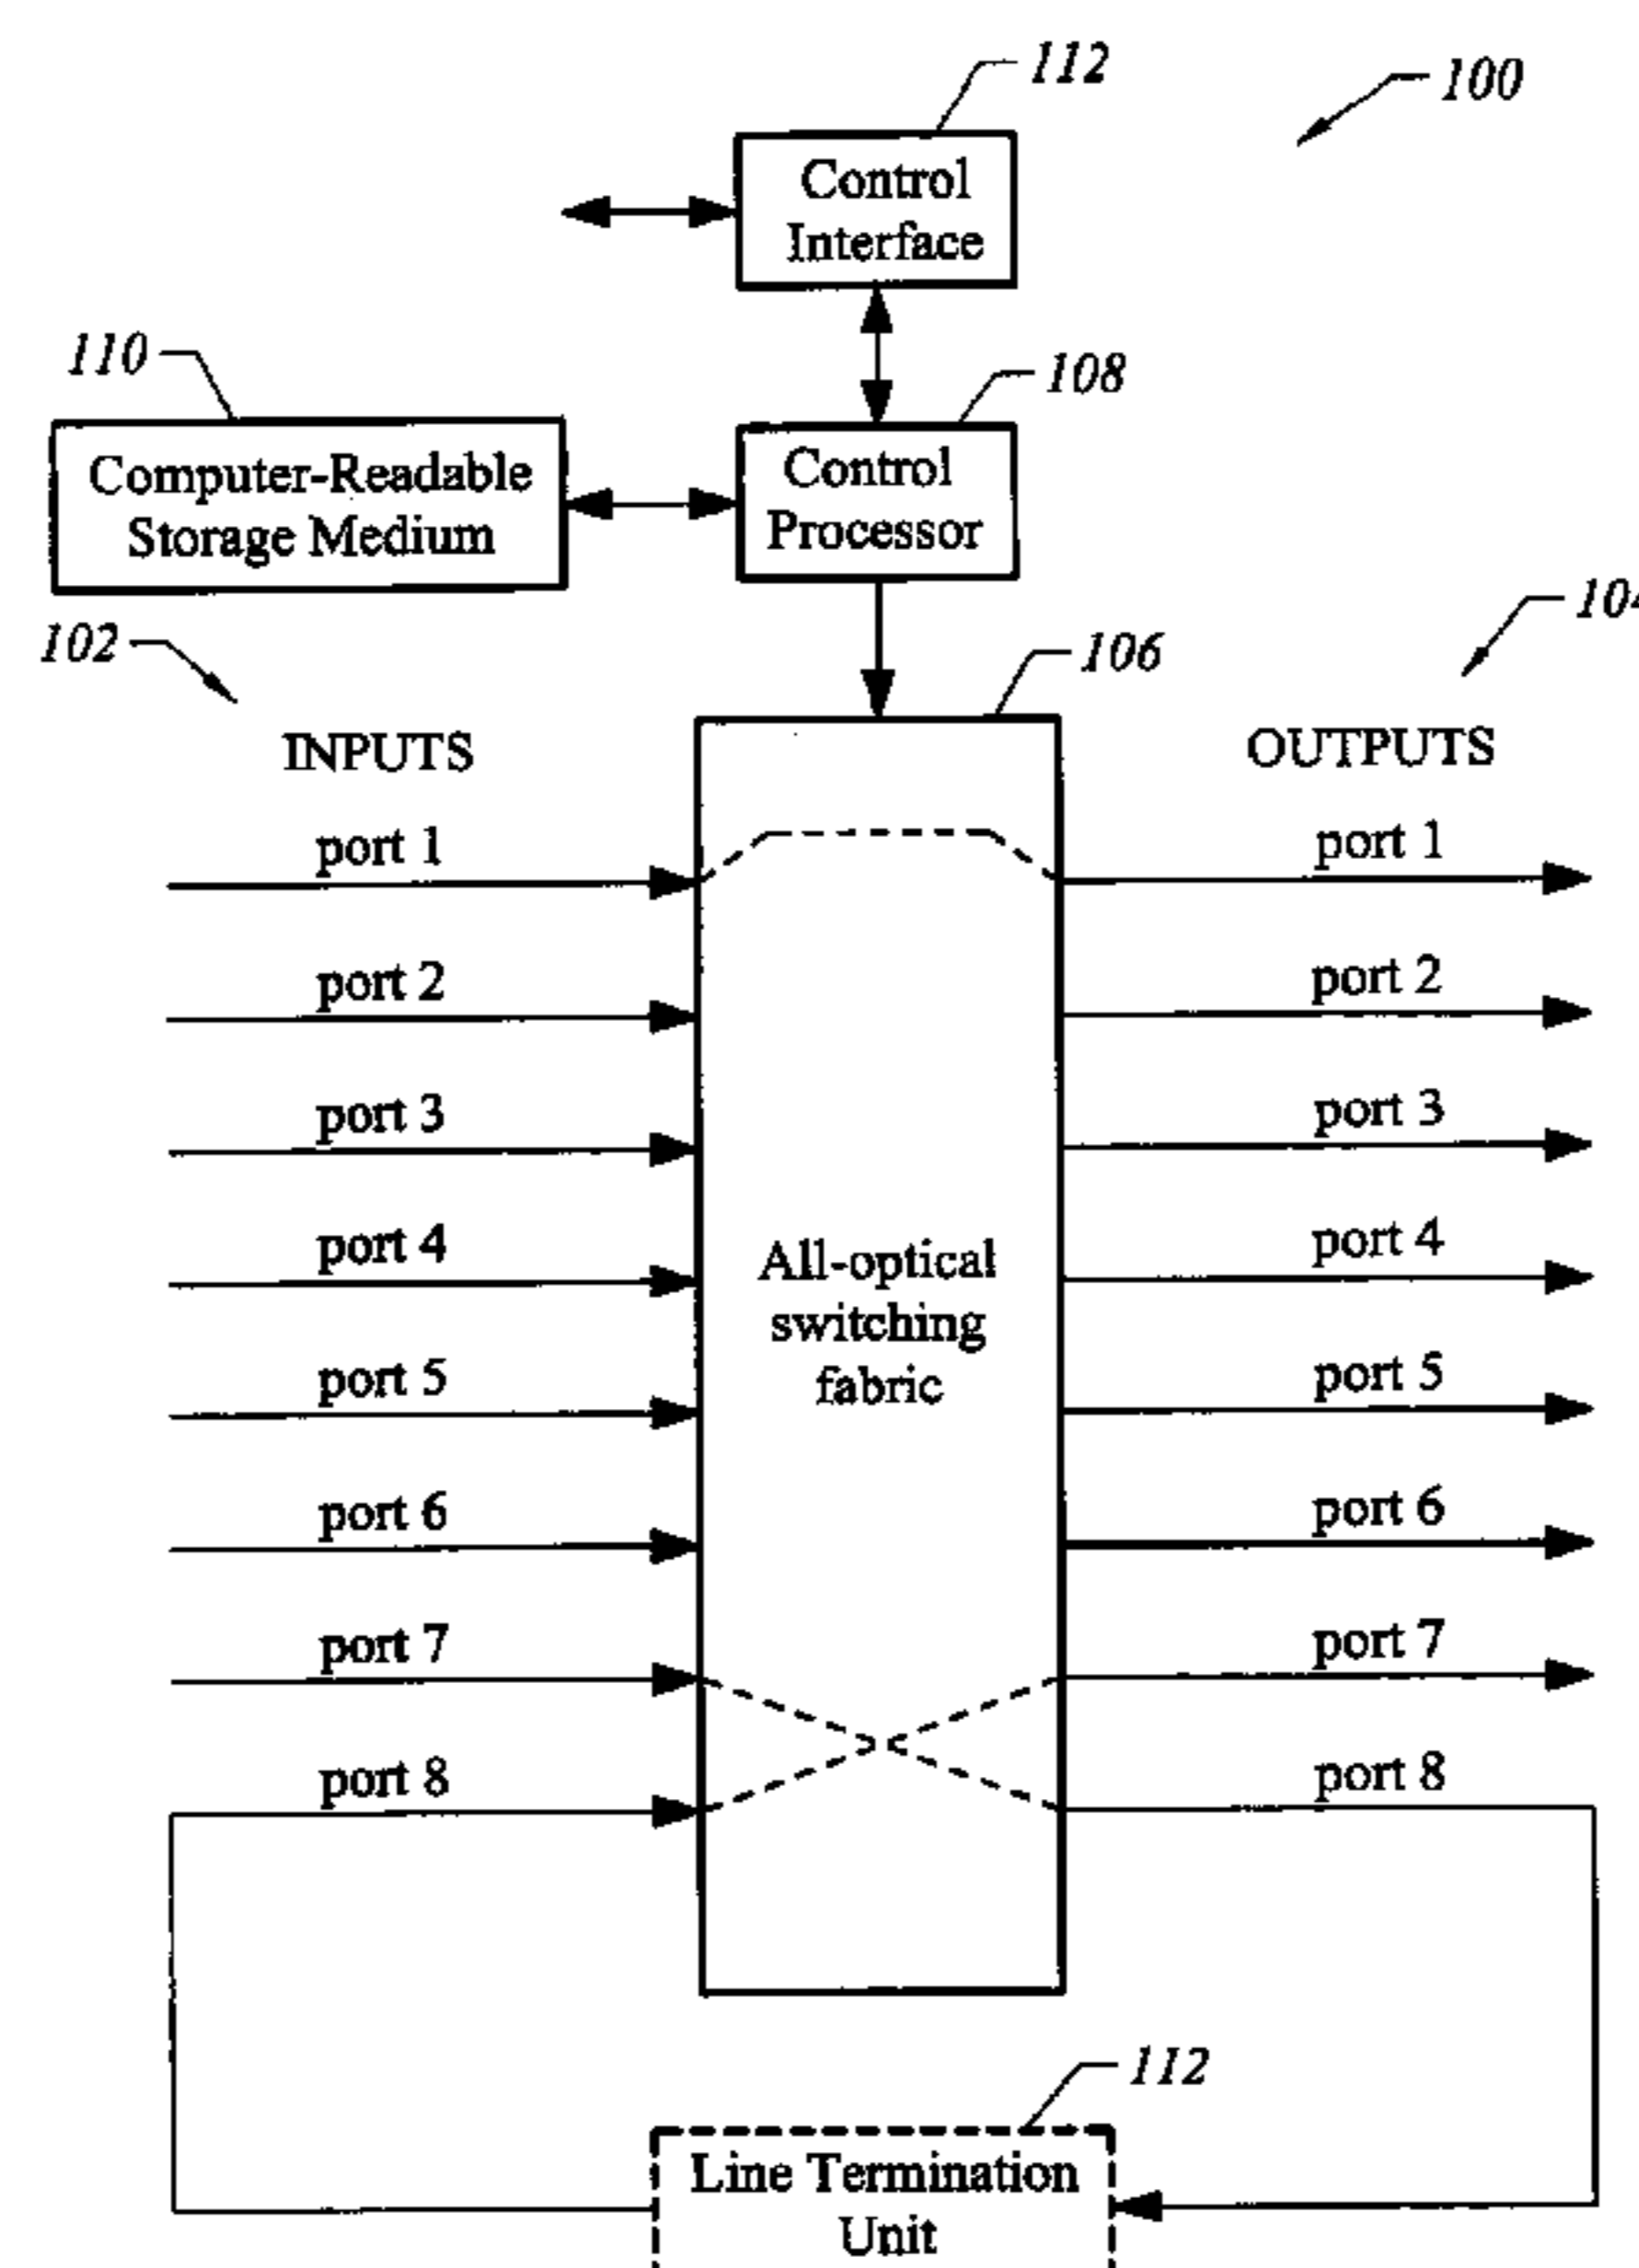 112
100
Control
Interface
110
108
Computer-Readable
Storage Medium
Control
Processor
102
104
106
INPUTS
OUTPUTS
port 1
port 1
port 2
port 2
port 3
port 3
port 4
port 4
All-optical
switching
fabric
port 5
port 5
port 6
port 6
port 7
port 7
port 8
port 8
112
Line Termination
Unit